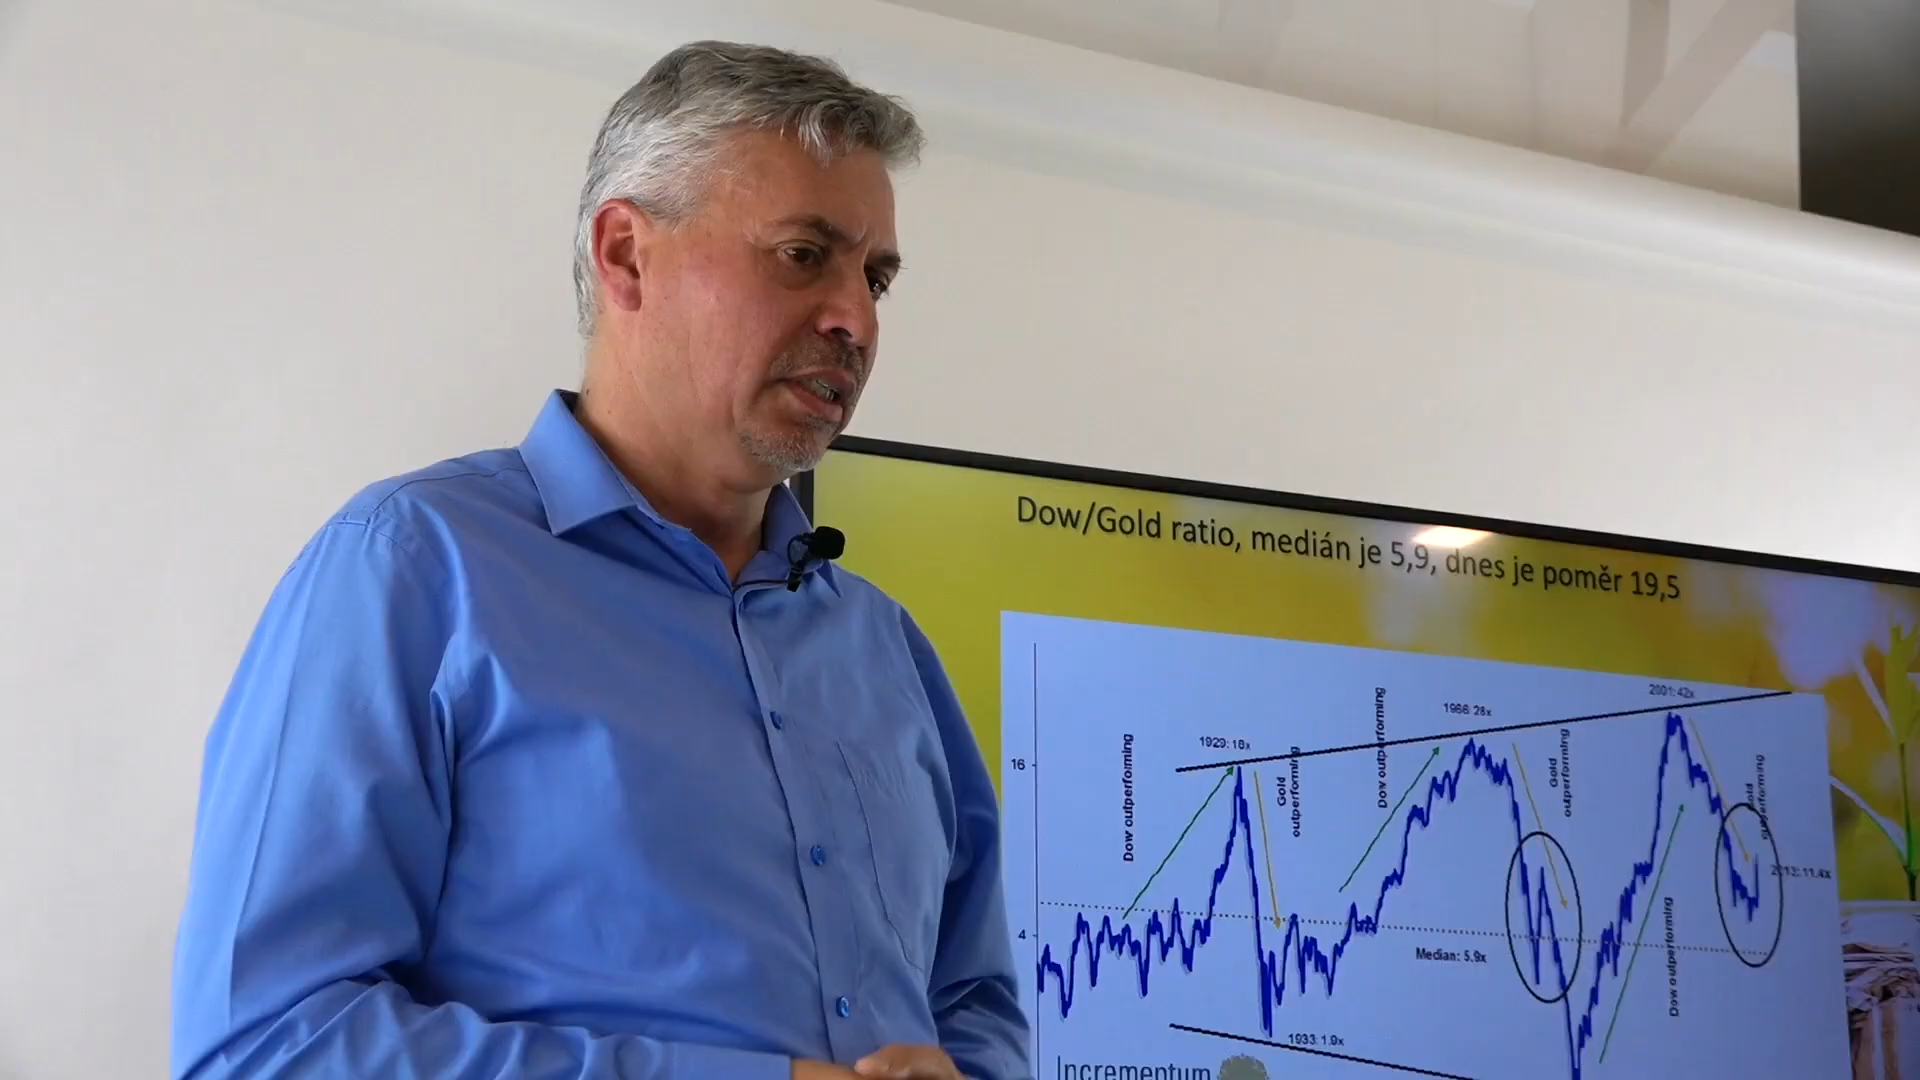 Dow/Gold ratio, medián je 5,9, dnes je poměr 19,5
2001: 42x
1966: 28x
1929: 18x
16
Dow outperforming
Gold
outperforming
Dow outperforming
Gold
outperforming
Gold
outperforming
2013: 11.4x
4
Median: 5.9x
Dow outperforming
1933: 1.9x
Incrementum